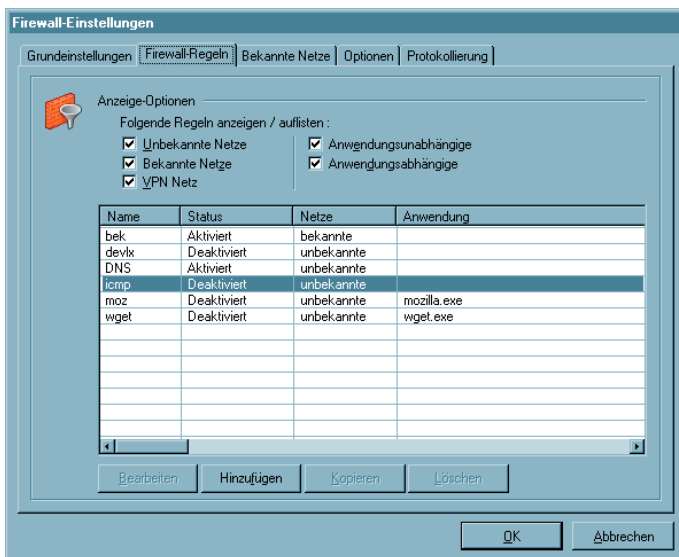 Firewall-Einstellungen
Grundeinstellungen Firewall-Regeln Bekannte Netze Optionen Protokollierung
Anzeige-Optionen
Folgende Regeln anzeigen / auflisten :
Unbekannte Netze Anwendungsunabhängige
Bekannte Netze Anwendungsabhängige
VPN Netz
Name Status Netze Anwendung
bek Aktiviert bekannte
devlx Deaktiviert unbekannte
DNS Aktiviert unbekannte
icmp Deaktiviert unbekannte
moz Deaktiviert unbekannte mozilla.exe
wget Deaktiviert unbekannte wget.exe
Bearbeiten Hinzufügen Kopieren Löschen
OK Abbrechen